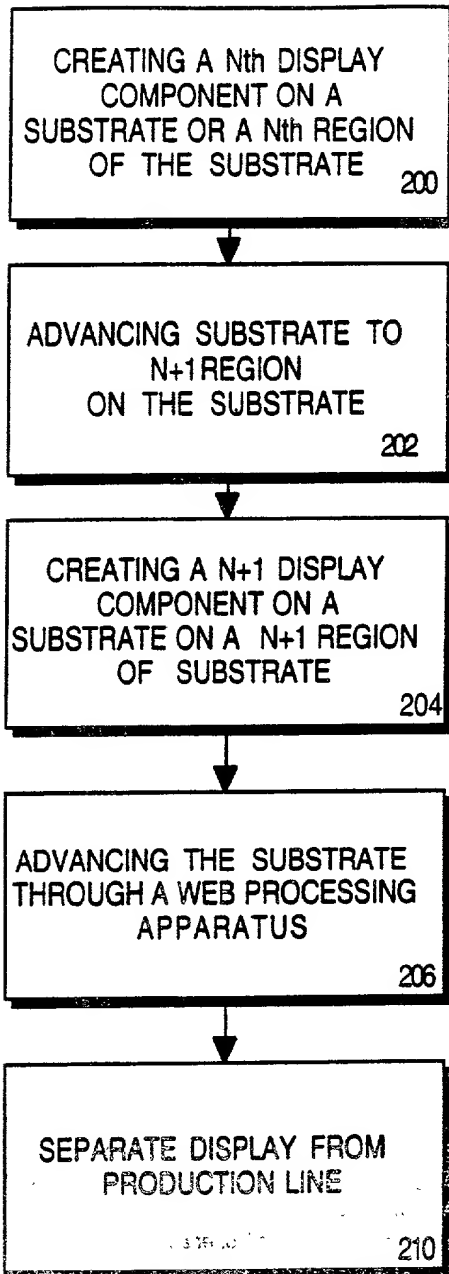 CREATING A Nth DISPLAY
COMPONENT ON A
SUBSTRATE OR A Nth REGION
OF THE SUBSTRATE
200
ADVANCING SUBSTRATE TO
N+1 REGION
ON THE SUBSTRATE
202
CREATING A N+1 DISPLAY
COMPONENT ON A
SUBSTRATE ON A N+1 REGION
OF SUBSTRATE
204
ADVANCING THE SUBSTRATE
THROUGH A WEB PROCESSING
APPARATUS
206
SEPARATE DISPLAY FROM
PRODUCTION LINE
210